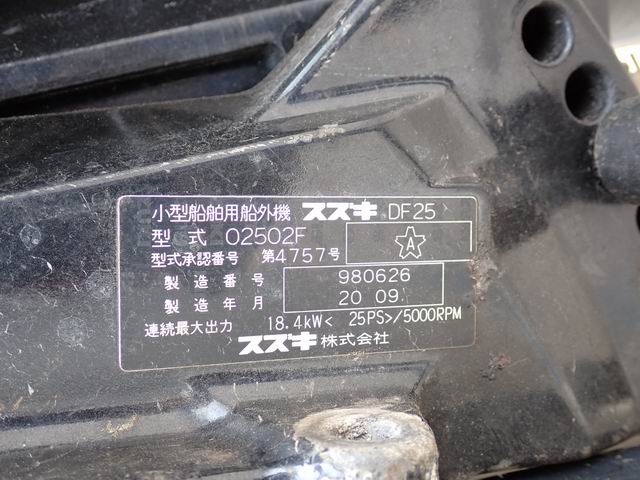 小型船舶用船外機 スズキ DF25
型式 02502F
A
型式承認番号 第4757号
製造番号 980626
製造年月 20 09
連続最大出力 18.4kW< 25PS>/5000RPM
スズキ株式会社